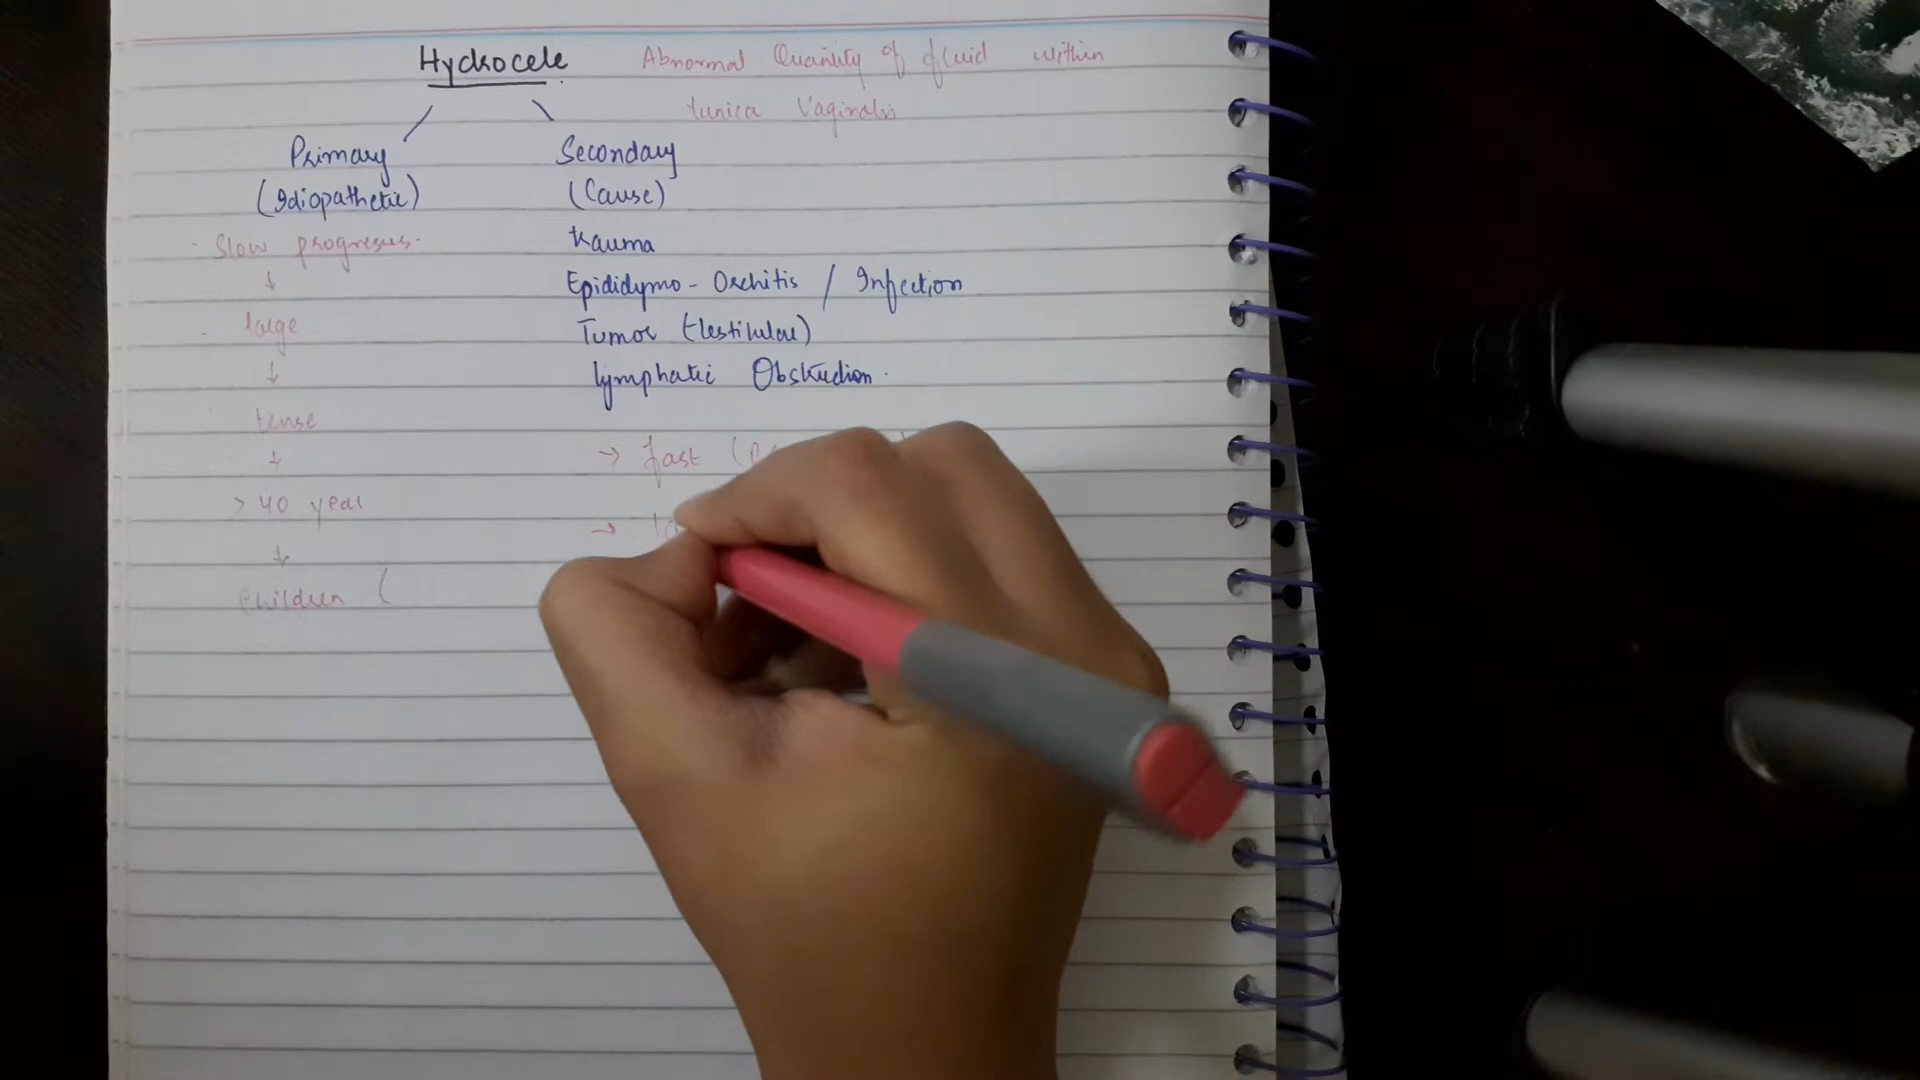 Hydrocele Abnormal Quantity of fluid within
tunica Vaginalis
Primary Secondary
(Idiopathetic) (Cause)
Slow progresses. trauma
↓ Epididymo - Orchitis / Infection
large Tumor (testicular)
↓ lymphatic Obstruction.
tense
↓ → fast (
> 40 year →
↓
Children (